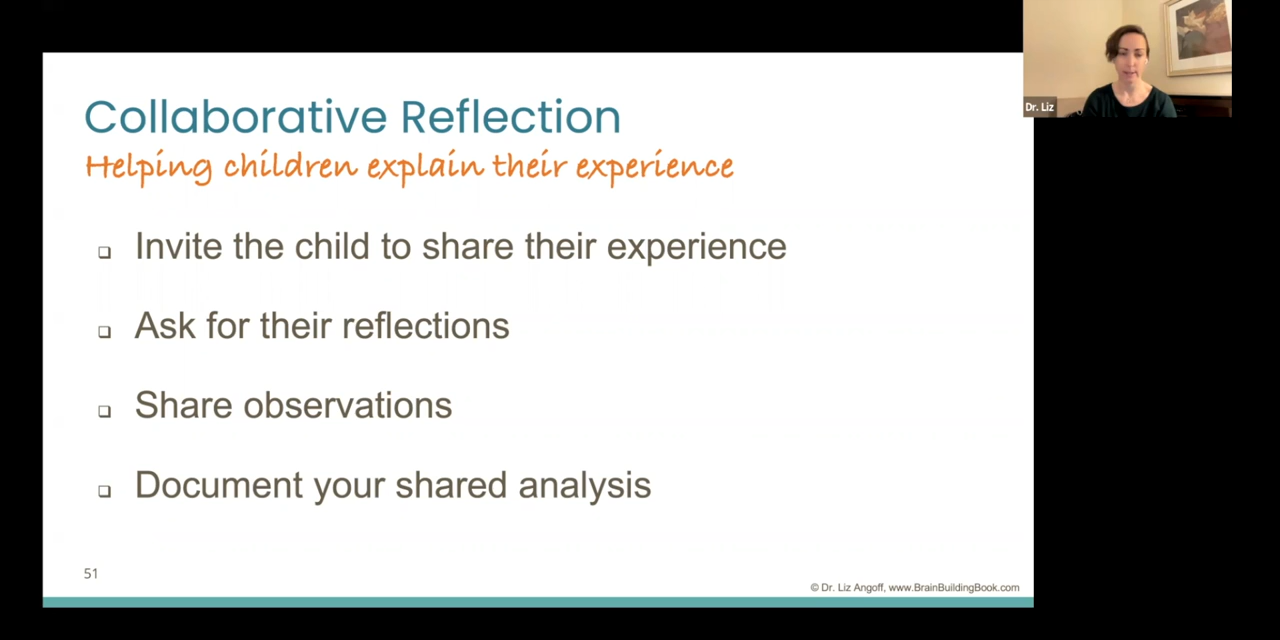 Collaborative Reflection
Helping children explain their experience
Invite the child to share their experience
Ask for their reflections
Share observations
Document your shared analysis
51
© Dr. Liz Angoff, www.BrainBuildingBook.com
Dr. Liz